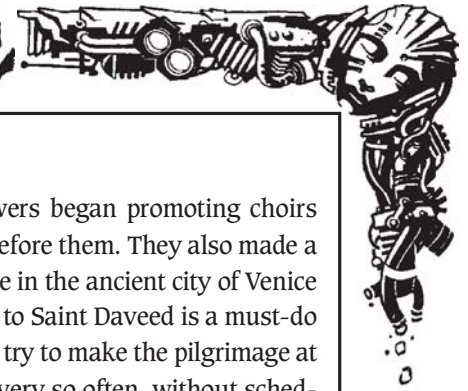 wers began promoting choirs
efore them. They also made a
e in the ancient city of Venice
to Saint Daveed is a must-do
try to make the pilgrimage at
very so often, without sched-